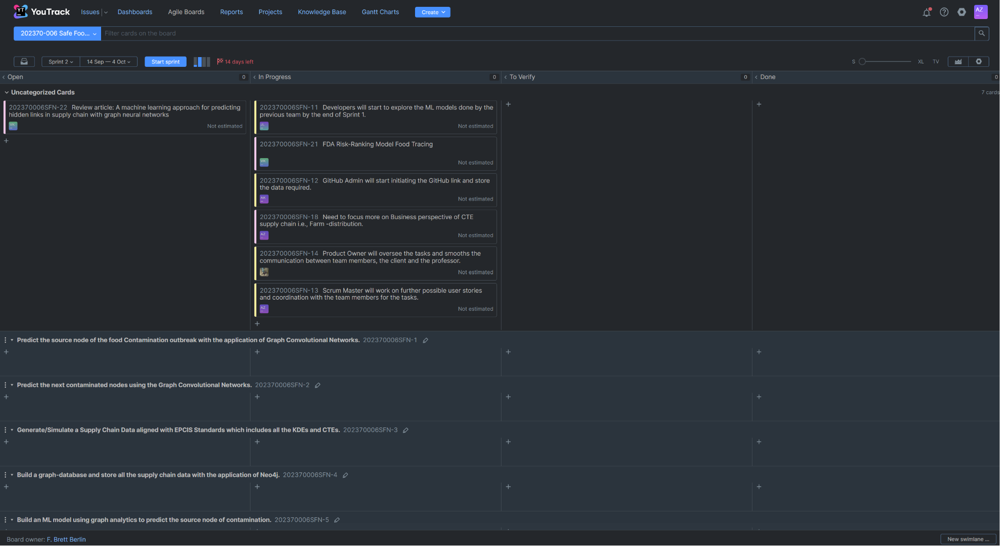 YT YouTrack Issues Dashboards Agile Boards Reports Projects Knowledge Base Gantt Charts Create AZ
202370-006 Safe Foo... Filter cards on the board
Sprint 2 14 Sep — 4 Oct Start sprint 14 days left S XL TV
Open 0 In Progress 0 To Verify 0 Done 0
Uncategorized Cards 7 cards
202370006SFN-22 Review article: A machine learning approach for predicting
hidden links in supply chain with graph neural networks
VK Not estimated
202370006SFN-11 Developers will start to explore the ML models done by the
previous team by the end of Sprint 1.
JL Not estimated
202370006SFN-21 FDA Risk-Ranking Model Food Tracing
VK Not estimated
202370006SFN-12 GitHub Admin will start initiating the GitHub link and store
the data required.
AK Not estimated
202370006SFN-18 Need to focus more on Business perspective of CTE
supply chain i.e., Farm -distribution.
AZ Not estimated
202370006SFN-14 Product Owner will oversee the tasks and smooths the
communication between team members, the client and the professor.
Not estimated
202370006SFN-13 Scrum Master will work on further possible user stories
and coordination with the team members for the tasks.
AZ Not estimated
Predict the source node of the food Contamination outbreak with the application of Graph Convolutional Networks. 202370006SFN-1
Predict the next contaminated nodes using the Graph Convolutional Networks. 202370006SFN-2
Generate/Simulate a Supply Chain Data aligned with EPCIS Standards which includes all the KDEs and CTEs. 202370006SFN-3
Build a graph-database and store all the supply chain data with the application of Neo4j. 202370006SFN-4
Build an ML model using graph analytics to predict the source node of contamination. 202370006SFN-5
Board owner: F. Brett Berlin New swimlane ...